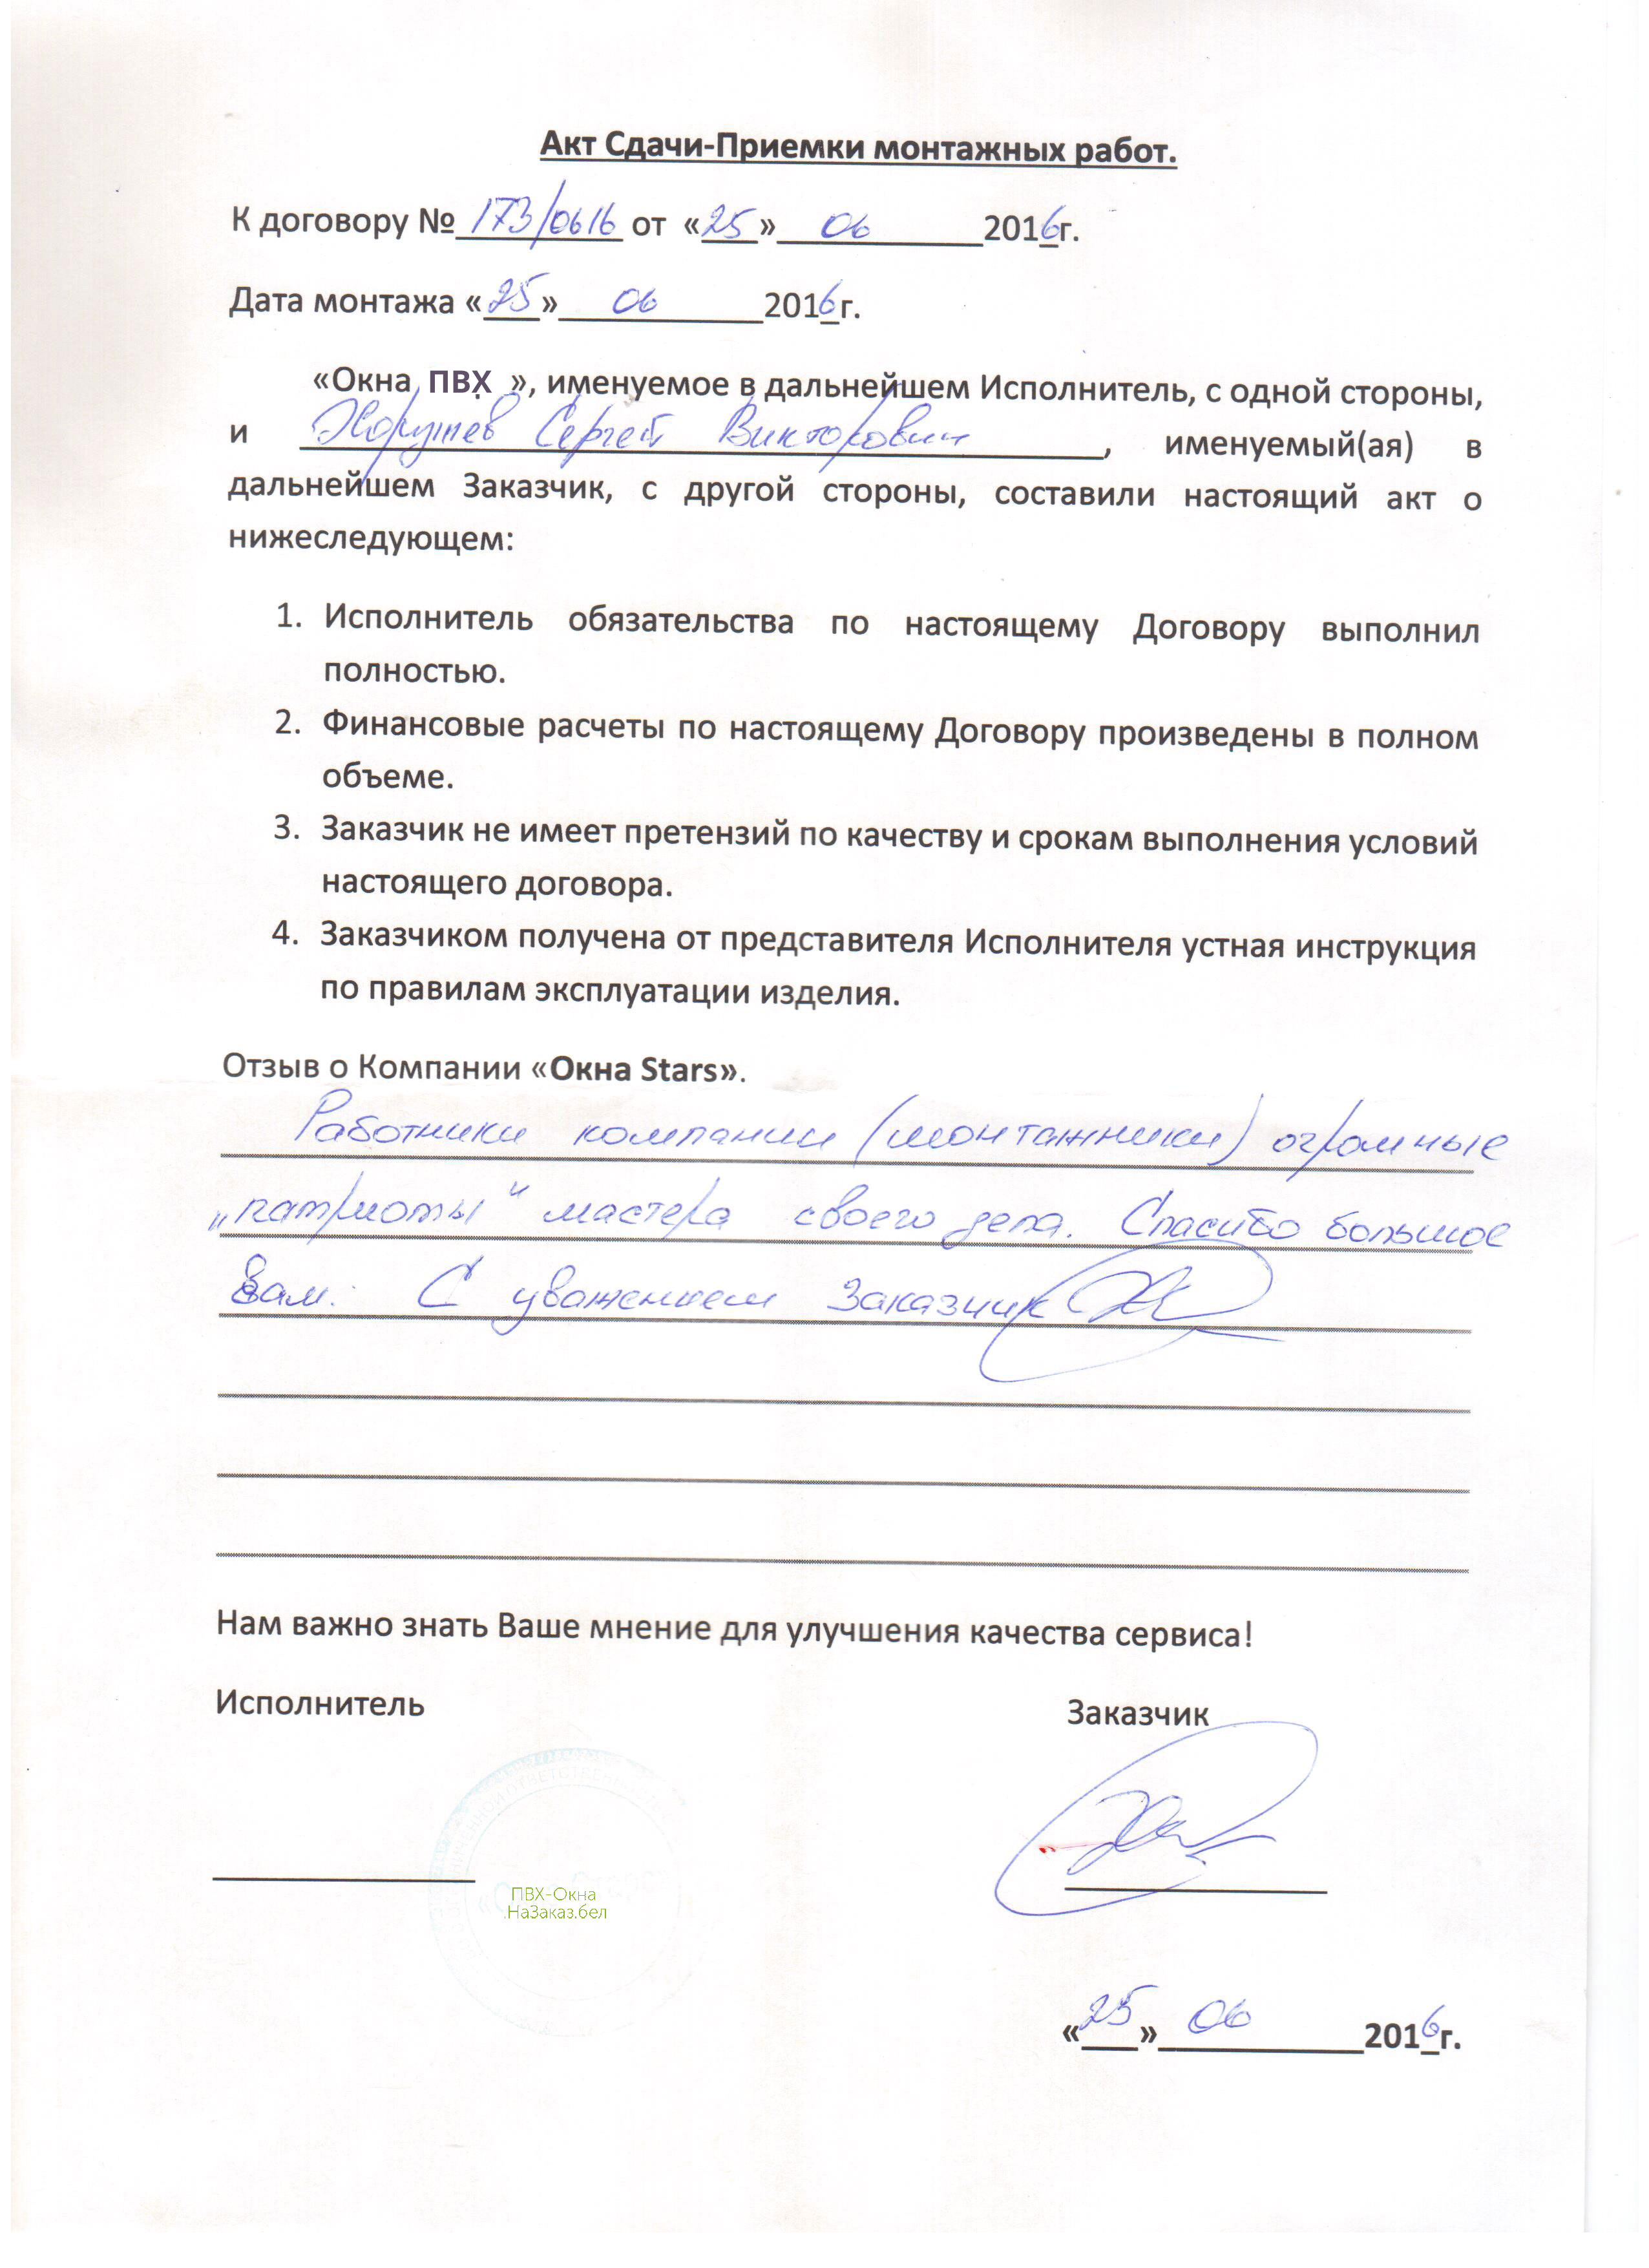 Акт Сдачи-Приемки монтажных работ.
К договору № 173/0616 от «25» 06 2016г.
Дата монтажа «25» 06 2016г.
«Окна ПВХ », именуемое в дальнейшем Исполнитель, с одной стороны,
и Сергей Викторович, именуемый(ая) в
дальнейшем Заказчик, с другой стороны, составили настоящий акт о
нижеследующем:
1. Исполнитель обязательства по настоящему Договору выполнил
полностью.
2. Финансовые расчеты по настоящему Договору произведены в полном
объеме.
3. Заказчик не имеет претензий по качеству и срокам выполнения условий
настоящего договора.
4. Заказчиком получена от представителя Исполнителя устная инструкция
по правилам эксплуатации изделия.
Отзыв о Компании «Окна Stars».
Работники компании (монтажники) огромные
„патриоты" мастера своего дела. Спасибо большое
Вам. С уважением Заказчик
Нам важно знать Ваше мнение для улучшения качества сервиса!
Исполнитель Заказчик
ПВХ-Окна
.НаЗаказ.бел
«25» 06 2016г.